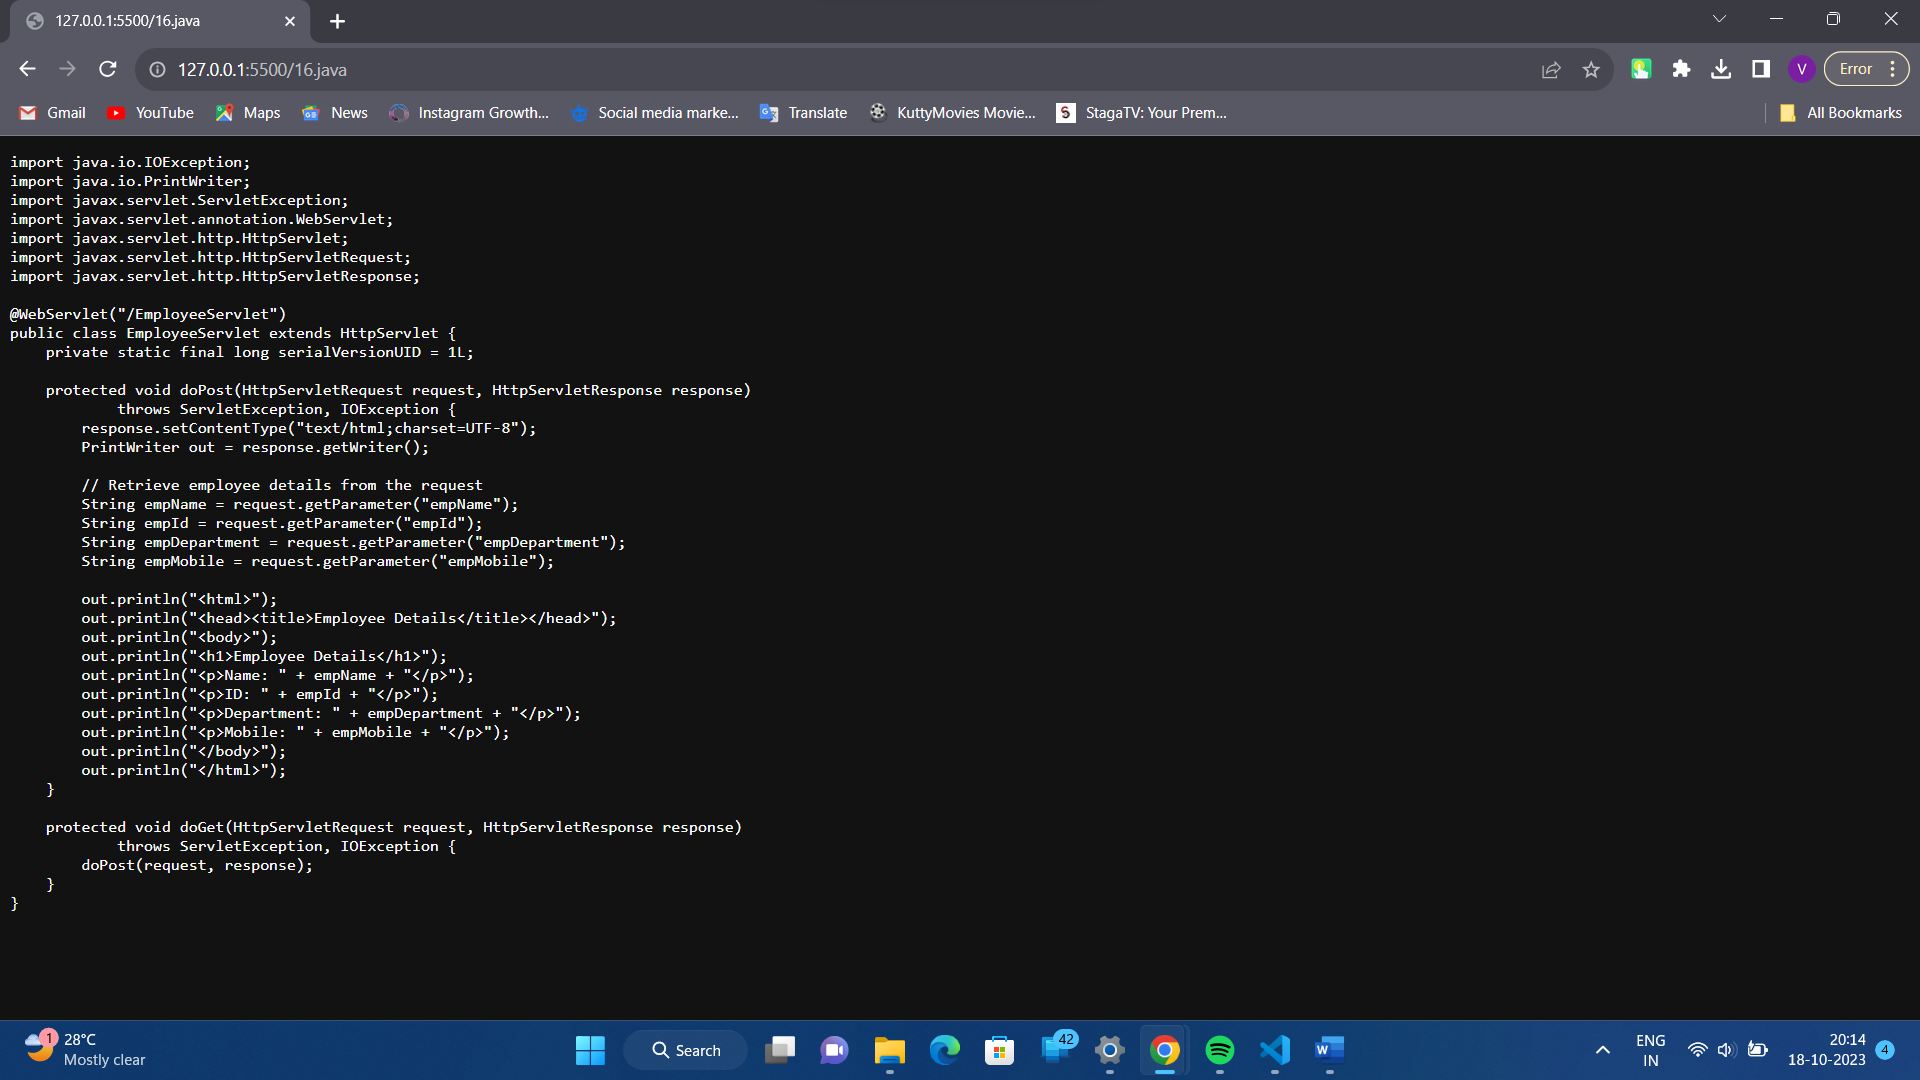 127.0.0.1:5500/16.java
127.0.0.1:5500/16.java
V
Error
Gmail
YouTube
Maps
News
Instagram Growth...
Social media marke...
Translate
KuttyMovies Movie...
StagaTV: Your Prem...
All Bookmarks
import java.io.IOException;
import java.io.PrintWriter;
import javax.servlet.ServletException;
import javax.servlet.annotation.WebServlet;
import javax.servlet.http.HttpServlet;
import javax.servlet.http.HttpServletRequest;
import javax.servlet.http.HttpServletResponse;
@WebServlet("/EmployeeServlet")
public class EmployeeServlet extends HttpServlet {
    private static final long serialVersionUID = 1L;
    protected void doPost(HttpServletRequest request, HttpServletResponse response)
            throws ServletException, IOException {
        response.setContentType("text/html;charset=UTF-8");
        PrintWriter out = response.getWriter();
        // Retrieve employee details from the request
        String empName = request.getParameter("empName");
        String empId = request.getParameter("empId");
        String empDepartment = request.getParameter("empDepartment");
        String empMobile = request.getParameter("empMobile");
        out.println("<html>");
        out.println("<head><title>Employee Details</title></head>");
        out.println("<body>");
        out.println("<h1>Employee Details</h1>");
        out.println("<p>Name: " + empName + "</p>");
        out.println("<p>ID: " + empId + "</p>");
        out.println("<p>Department: " + empDepartment + "</p>");
        out.println("<p>Mobile: " + empMobile + "</p>");
        out.println("</body>");
        out.println("</html>");
    }
    protected void doGet(HttpServletRequest request, HttpServletResponse response)
            throws ServletException, IOException {
        doPost(request, response);
    }
}
1
28°C
Mostly clear
Search
42
ENG
IN
20:14
18-10-2023
4